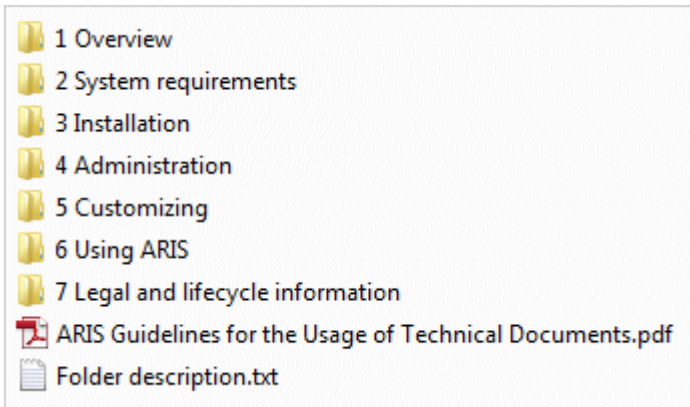 1 Overview
2 System requirements
3 Installation
4 Administration
5 Customizing
6 Using ARIS
7 Legal and lifecycle information
ARIS Guidelines for the Usage of Technical Documents.pdf
Folder description.txt